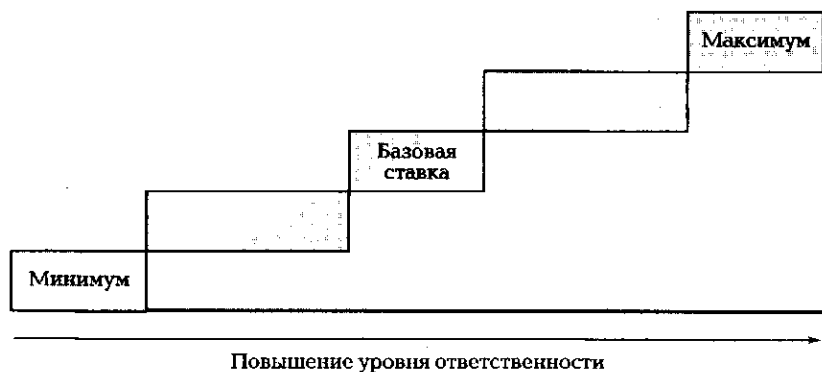 Максимум
Базовая
ставка
Минимум
Повышение уровня ответственности